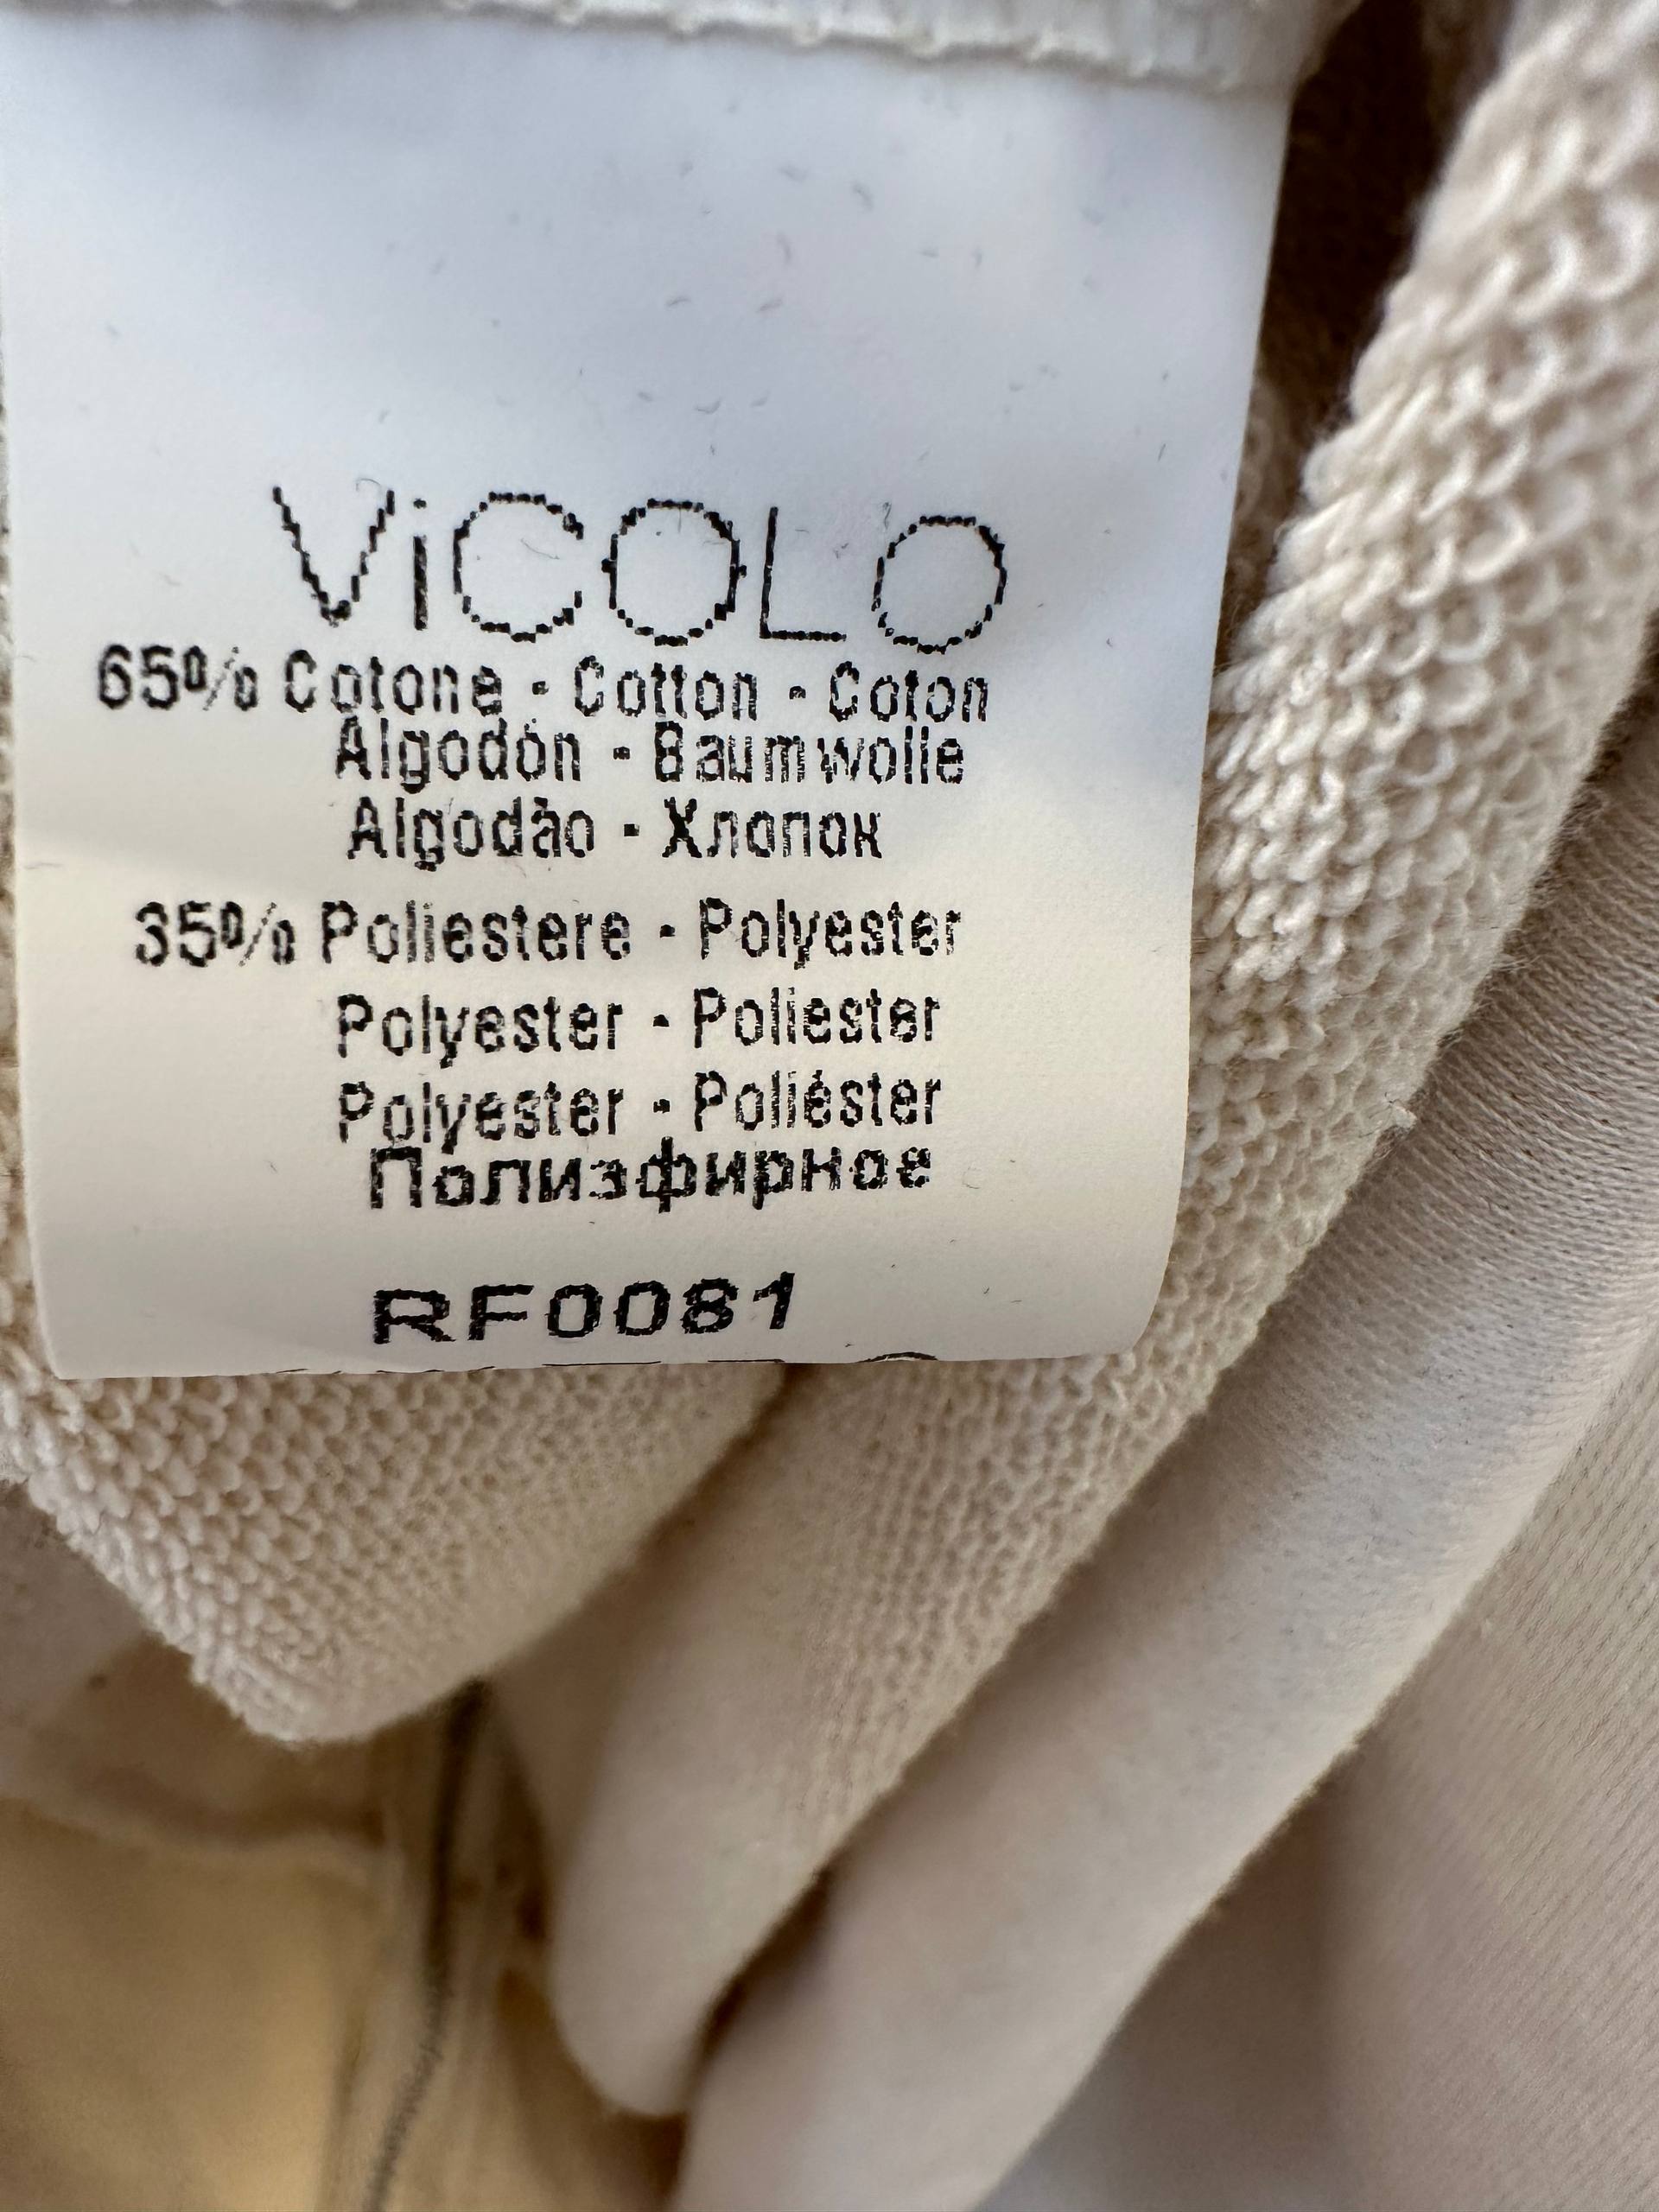 ViCOLO
65% Cotone - Cotton - Coton
Algodón - Baumwolle
Algodão - Хлопок
35% Poliestere - Polyester
Polyester - Poliester
Polyester - Poliéster
Полиэфирное
RF0081